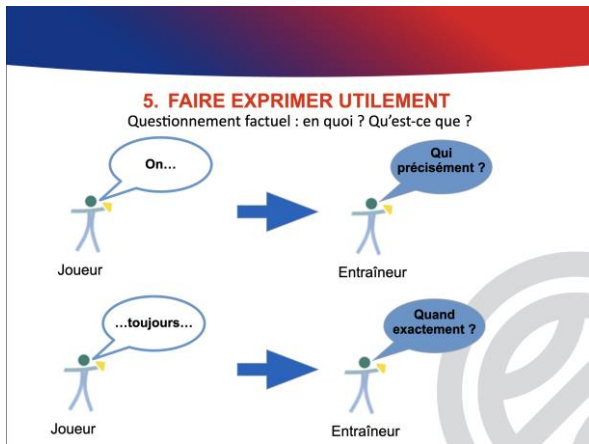 5. FAIRE EXPRIMER UTILEMENT
Questionnement factuel : en quoi ? Qu'est-ce que ?
On...
Qui
précisément ?
Joueur
Entraîneur
...toujours...
Quand
exactement ?
Joueur
Entraîneur